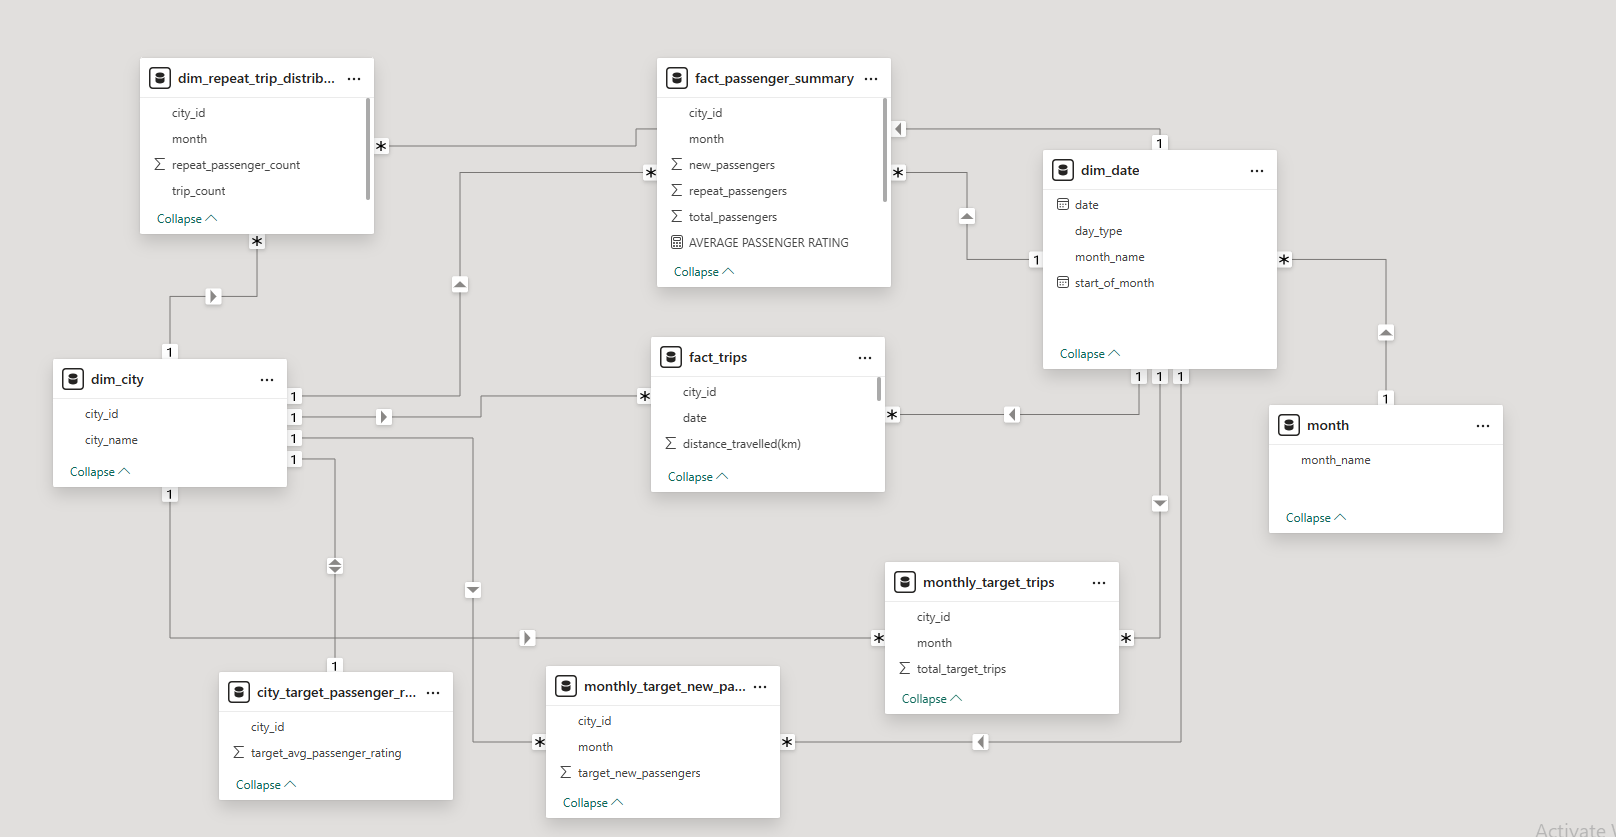 dim_repeat_trip_distrib...
city_id
month
repeat_passenger_count
trip_count
Collapse
fact_passenger_summary
city_id
month
new_passengers
repeat_passengers
total_passengers
AVERAGE PASSENGER RATING
Collapse
dim_date
date
day_type
month_name
start_of_month
Collapse
dim_city
city_id
city_name
Collapse
fact_trips
city_id
date
distance_travelled(km)
Collapse
month
month_name
Collapse
monthly_target_trips
city_id
month
total_target_trips
Collapse
city_target_passenger_r...
city_id
target_avg_passenger_rating
Collapse
monthly_target_new_pa...
city_id
month
target_new_passengers
Collapse
1
1
1
1
1
1
1
1
1
1
1
1
1
Activate